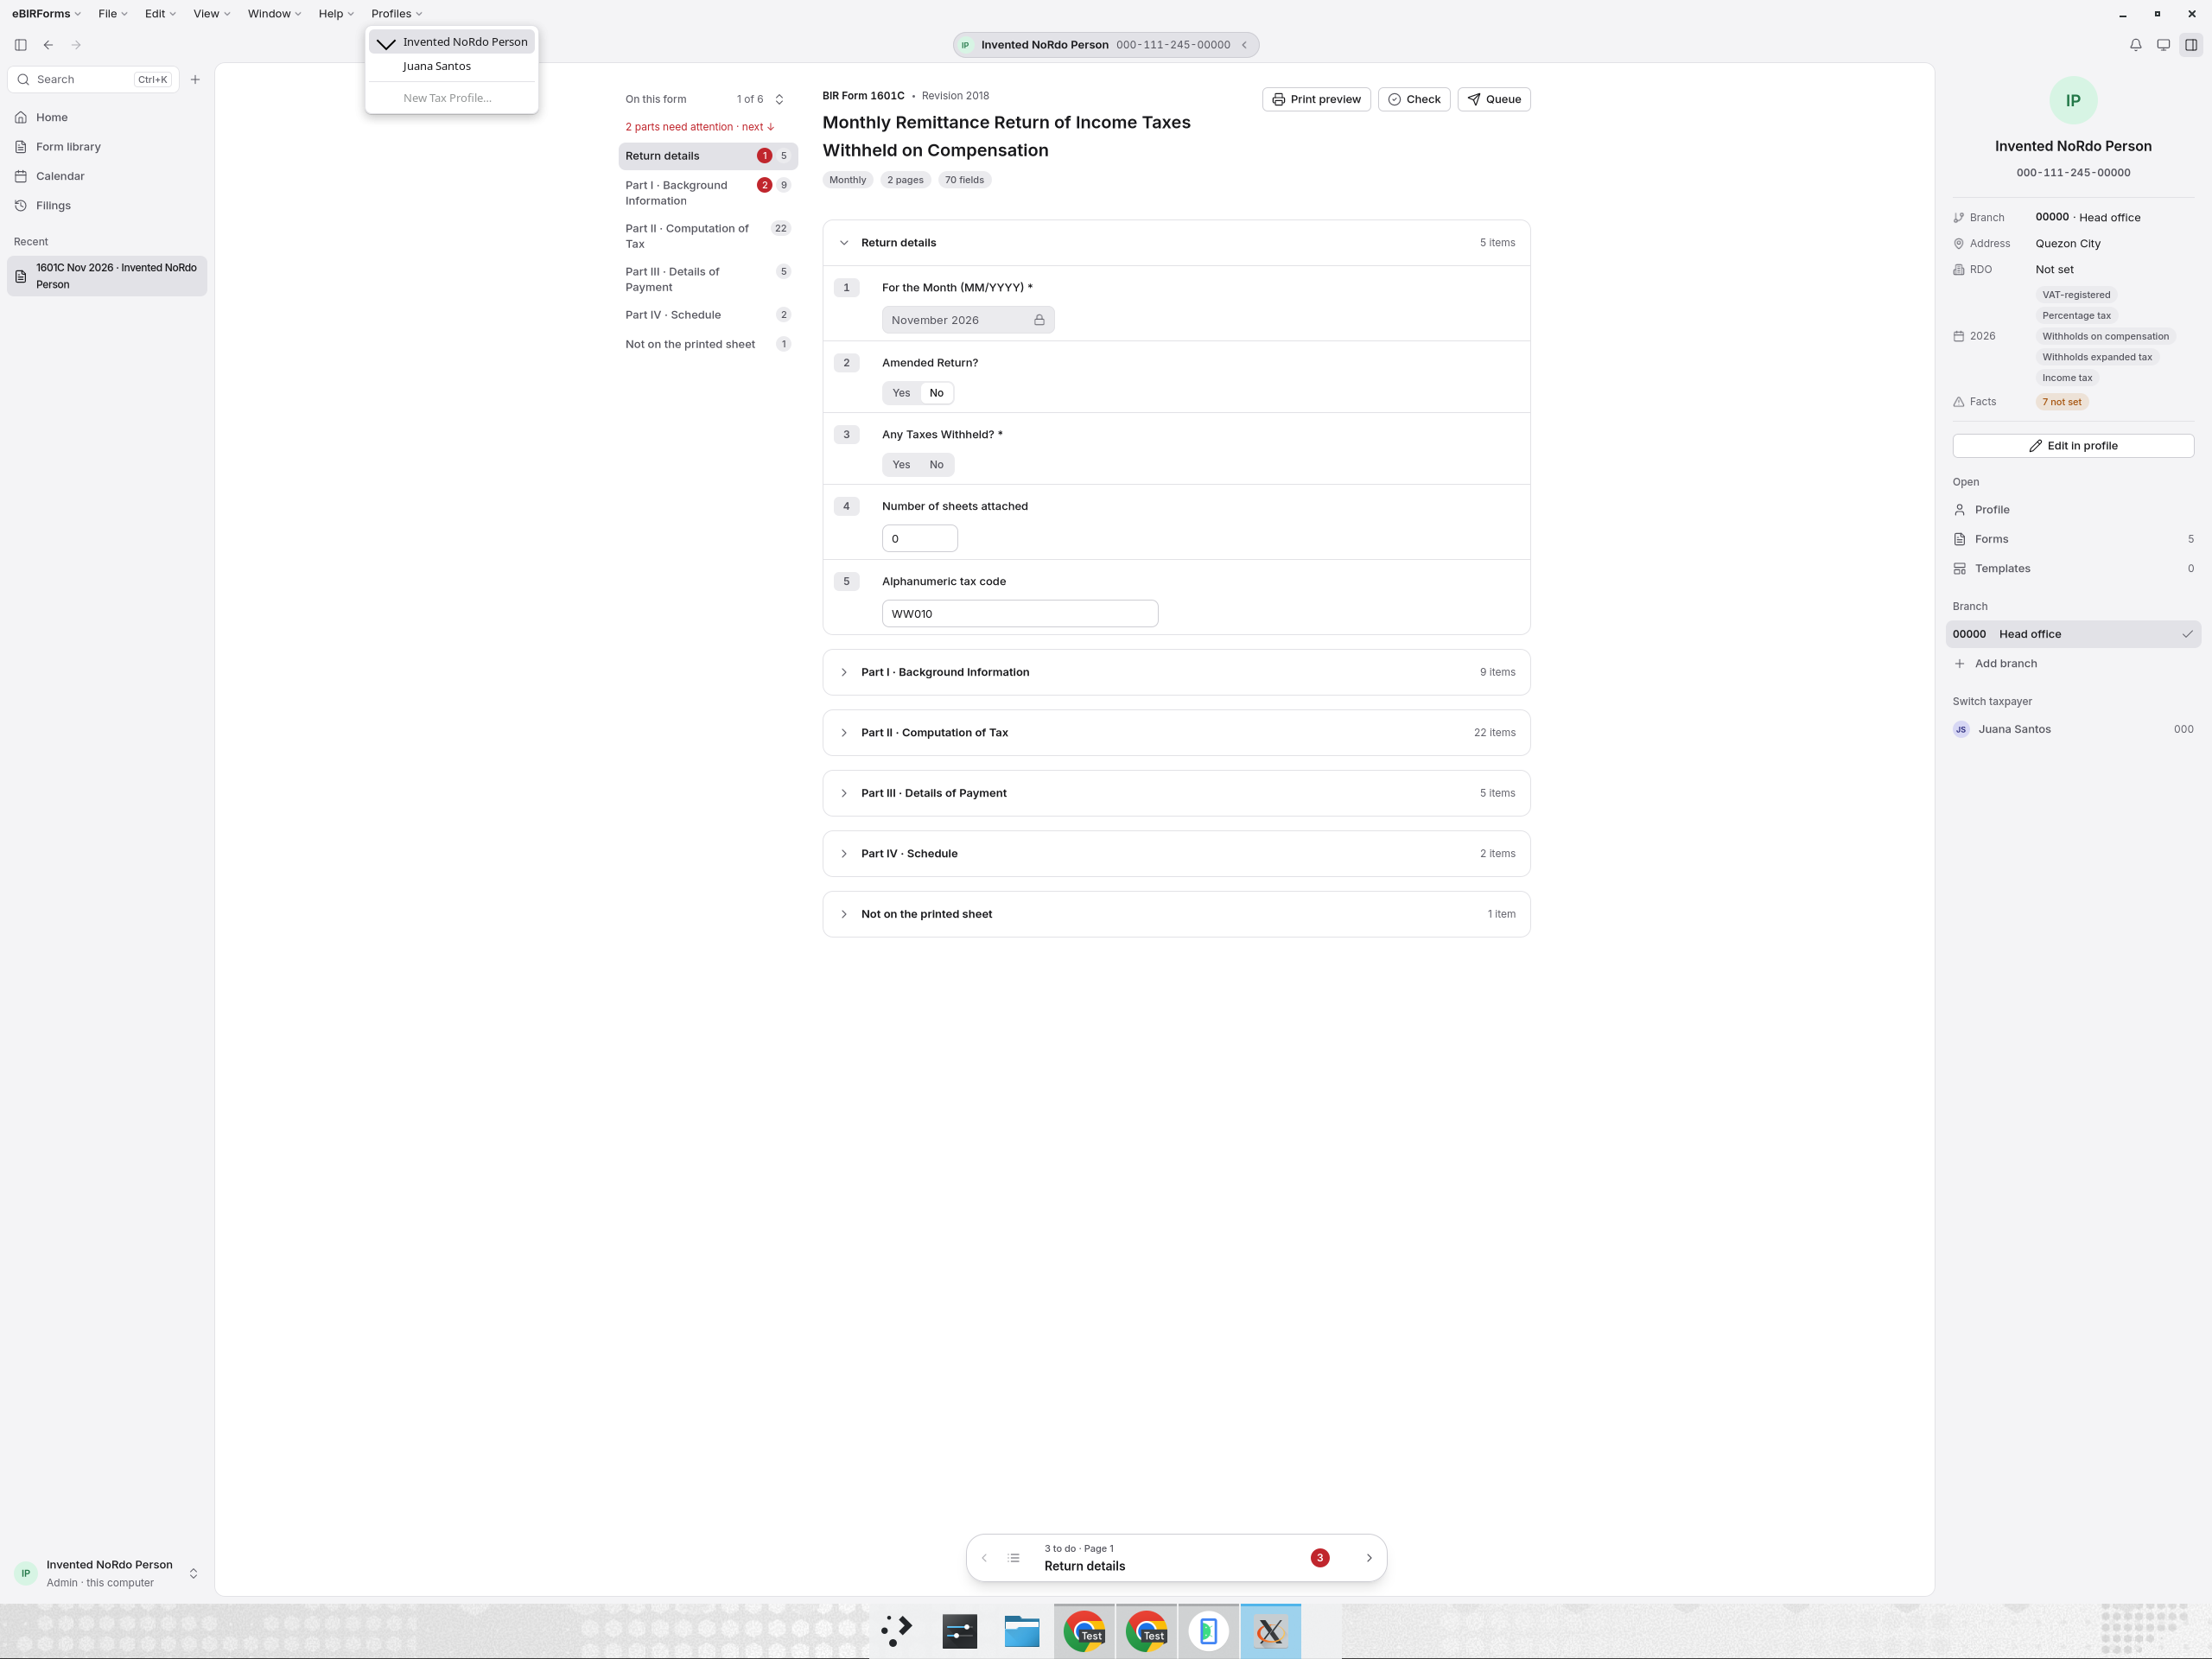 eBIRForms File Edit View Window Help Profiles
Invented NoRdo Person
Juana Santos
New Tax Profile...
IP Invented NoRdo Person 000-111-245-00000
Search Ctrl+K
Home
Form library
Calendar
Filings
Recent
1601C Nov 2026 · Invented NoRdo
Person
On this form 1 of 6
2 parts need attention · next ↓
Return details 1 5
Part I · Background
Information 2 9
Part II · Computation of
Tax 22
Part III · Details of
Payment 5
Part IV · Schedule 2
Not on the printed sheet 1
BIR Form 1601C • Revision 2018
Print preview Check Queue
Monthly Remittance Return of Income Taxes
Withheld on Compensation
Monthly 2 pages 70 fields
Return details 5 items
1 For the Month (MM/YYYY) *
November 2026
2 Amended Return?
Yes No
3 Any Taxes Withheld? *
Yes No
4 Number of sheets attached
0
5 Alphanumeric tax code
WW010
Part I · Background Information 9 items
Part II · Computation of Tax 22 items
Part III · Details of Payment 5 items
Part IV · Schedule 2 items
Not on the printed sheet 1 item
3 to do · Page 1
Return details 3
IP
Invented NoRdo Person
000-111-245-00000
Branch 00000 · Head office
Address Quezon City
RDO Not set
2026
VAT-registered
Percentage tax
Withholds on compensation
Withholds expanded tax
Income tax
Facts 7 not set
Edit in profile
Open
Profile
Forms 5
Templates 0
Branch
00000 Head office
Add branch
Switch taxpayer
JS Juana Santos 000
IP Invented NoRdo Person
Admin · this computer
Test
Test